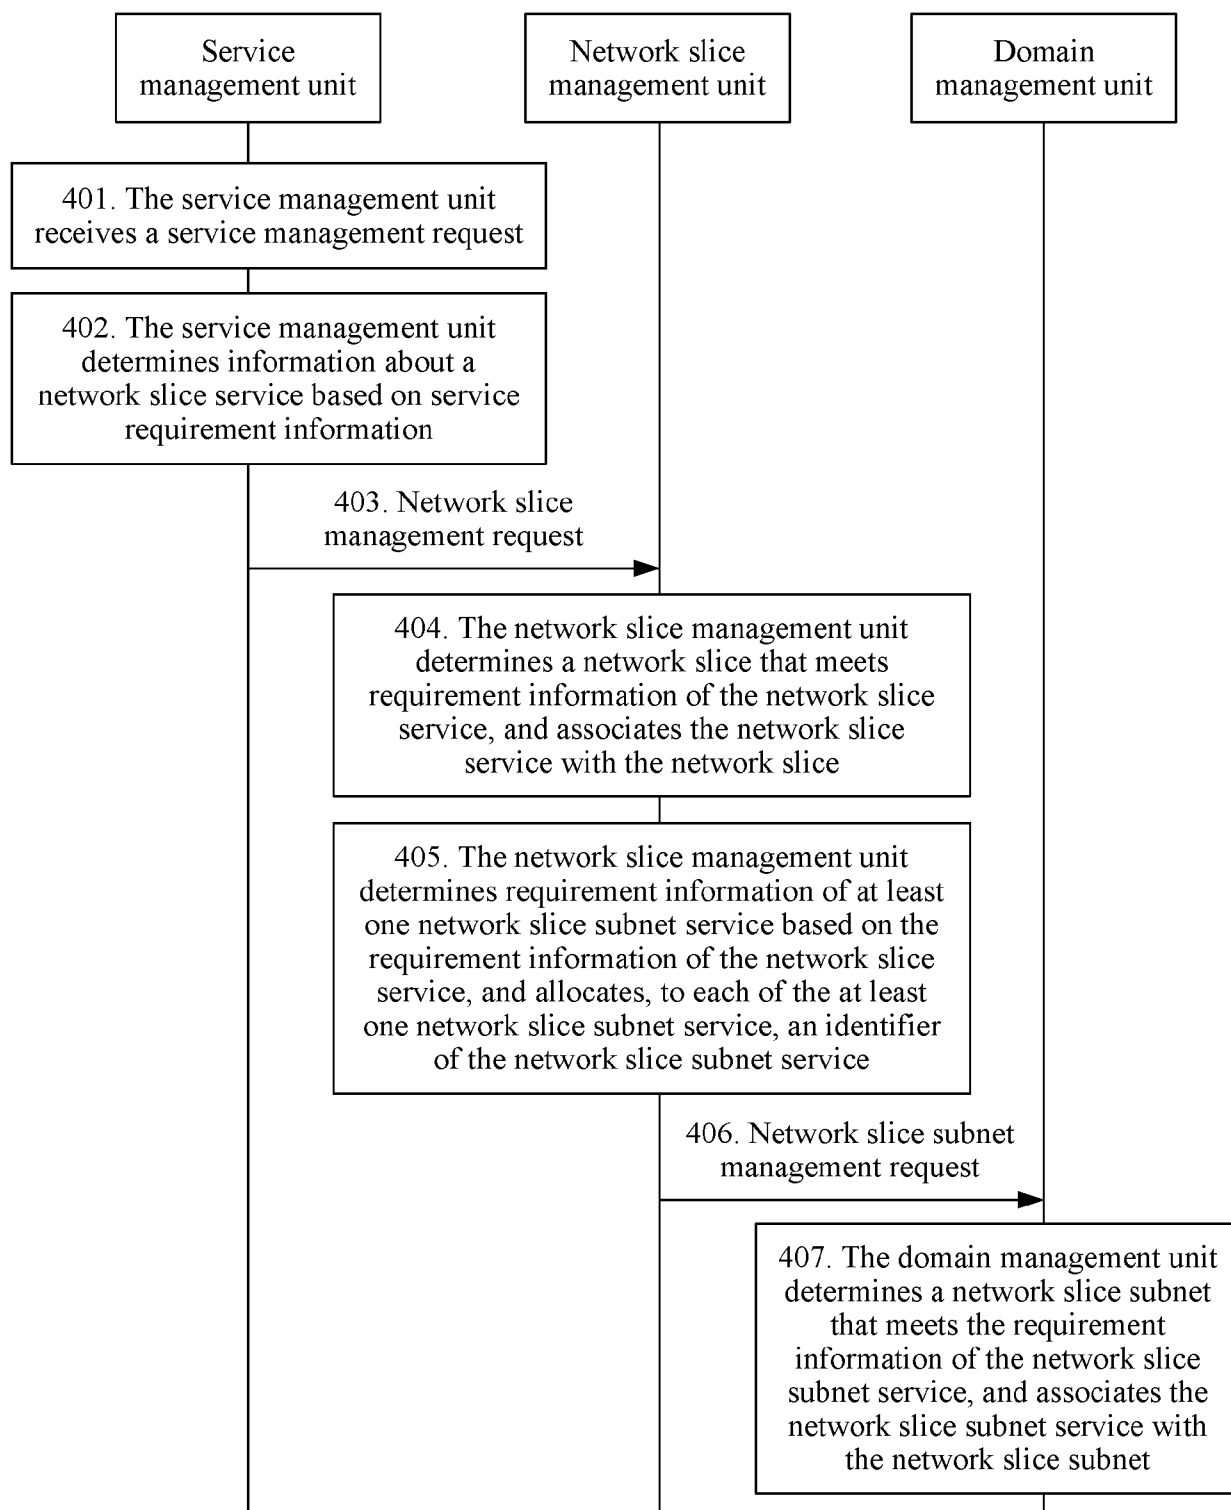 Service
management unit
Network slice
management unit
Domain
management unit
401. The service management unit
receives a service management request
402. The service management unit
determines information about a
network slice service based on service
requirement information
403. Network slice
management request
404. The network slice management unit
determines a network slice that meets
requirement information of the network slice
service, and associates the network slice
service with the network slice
405. The network slice management unit
determines requirement information of at least
one network slice subnet service based on the
requirement information of the network slice
service, and allocates, to each of the at least
one network slice subnet service, an identifier
of the network slice subnet service
406. Network slice subnet
management request
407. The domain management unit
determines a network slice subnet
that meets the requirement
information of the network slice
subnet service, and associates the
network slice subnet service with
the network slice subnet